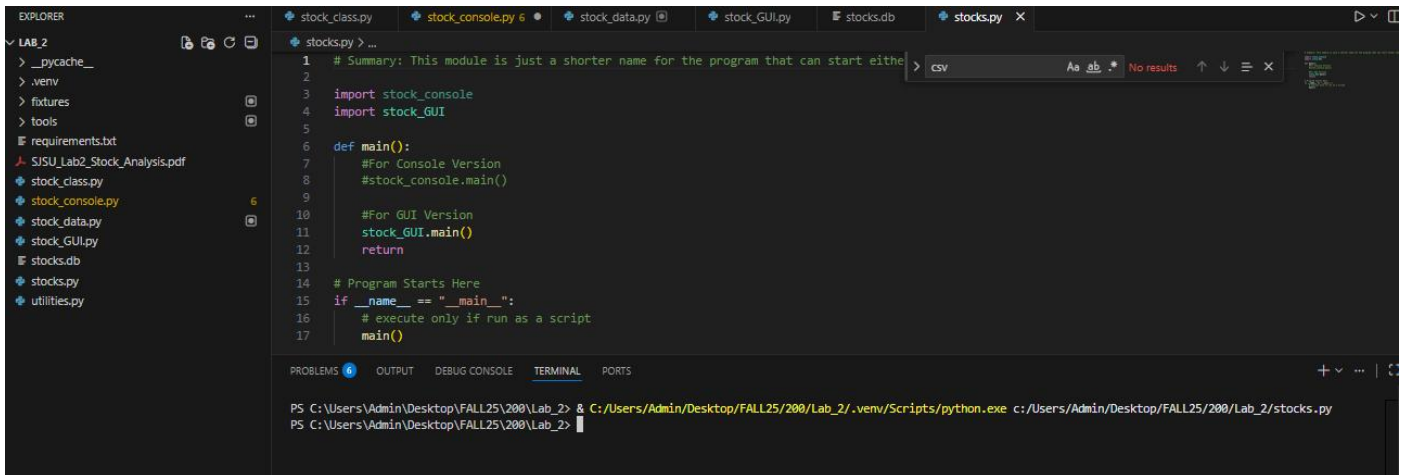 EXPLORER
LAB_2
__pycache__
.venv
fixtures
tools
requirements.txt
SJSU_Lab2_Stock_Analysis.pdf
stock_class.py
stock_console.py 6
stock_data.py
stock_GUI.py
stocks.db
stocks.py
utilities.py
stock_class.py stock_console.py 6 stock_data.py stock_GUI.py stocks.db stocks.py
stocks.py > ...
csv Aa ab .* No results
1 # Summary: This module is just a shorter name for the program that can start eithe
2
3 import stock_console
4 import stock_GUI
5
6 def main():
7 #For Console Version
8 #stock_console.main()
9
10 #For GUI Version
11 stock_GUI.main()
12 return
13
14 # Program Starts Here
15 if __name__ == "__main__":
16 # execute only if run as a script
17 main()
PROBLEMS 6 OUTPUT DEBUG CONSOLE TERMINAL PORTS
PS C:\Users\Admin\Desktop\FALL25\200\Lab_2> & C:/Users/Admin/Desktop/FALL25/200/Lab_2/.venv/Scripts/python.exe c:/Users/Admin/Desktop/FALL25/200/Lab_2/stocks.py
PS C:\Users\Admin\Desktop\FALL25\200\Lab_2>